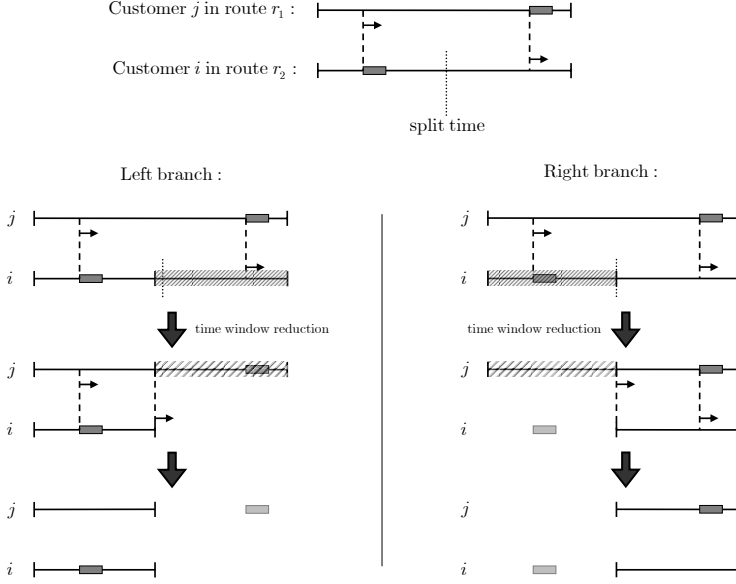 Customer j in route r₁ :
Customer i in route r₂ :
split time
Left branch :
Right branch :
j
j
i
i
time window reduction
time window reduction
j
j
i
i
j
j
i
i